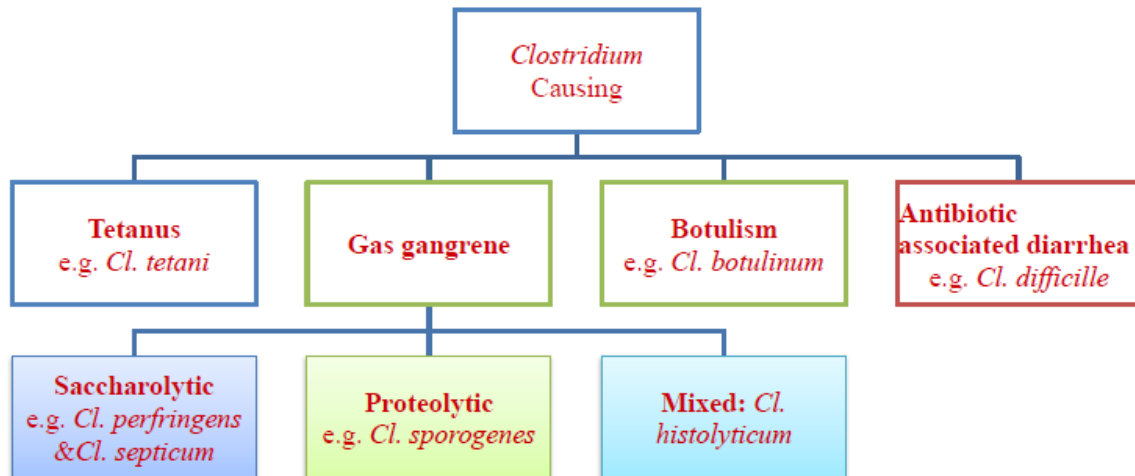 Clostridium
Causing
Tetanus
e.g. Cl. tetani
Gas gangrene
Botulism
e.g. Cl. botulinum
Antibiotic
associated diarrhea
e.g. Cl. difficille
Saccharolytic
e.g. Cl. perfringens
&Cl. septicum
Proteolytic
e.g. Cl. sporogenes
Mixed: Cl.
histolyticum